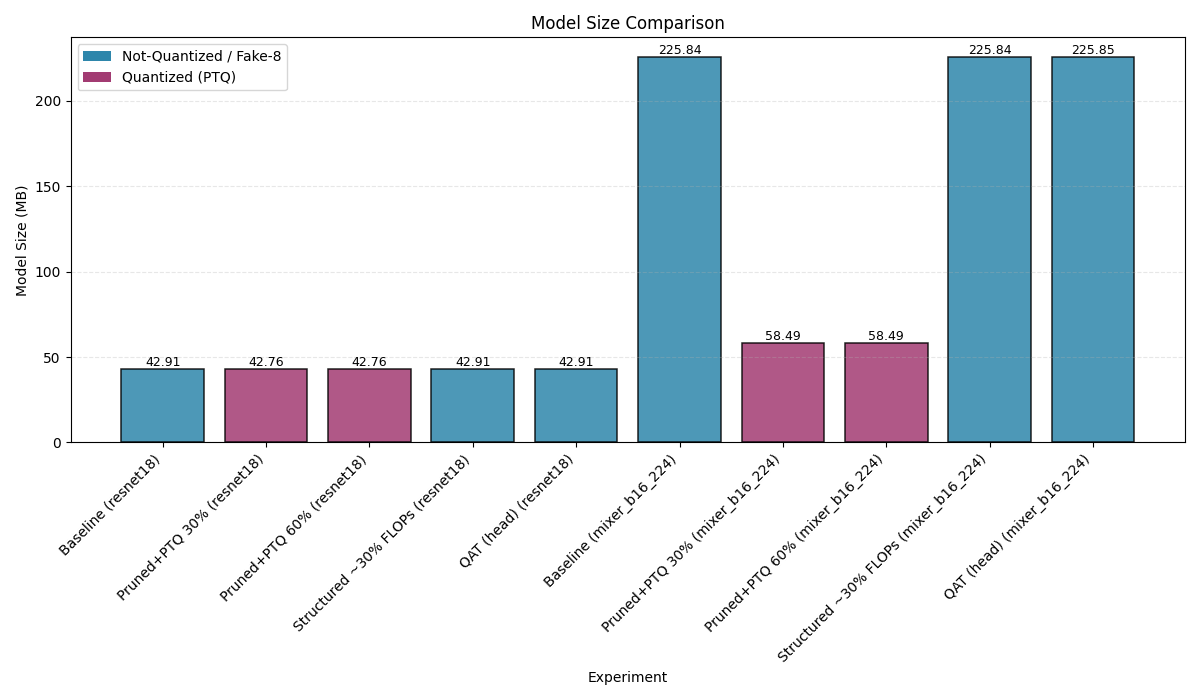 Model Size Comparison
Not-Quantized / Fake-8
Quantized (PTQ)
Model Size (MB)
200
150
100
50
0
42.91
42.76
42.76
42.91
42.91
225.84
58.49
58.49
225.84
225.85
Baseline (resnet18)
Pruned+PTQ 30% (resnet18)
Pruned+PTQ 60% (resnet18)
Structured ~30% FLOPs (resnet18)
QAT (head) (resnet18)
Baseline (mixer_b16_224)
Pruned+PTQ 30% (mixer_b16_224)
Pruned+PTQ 60% (mixer_b16_224)
Structured ~30% FLOPs (mixer_b16_224)
QAT (head) (mixer_b16_224)
Experiment